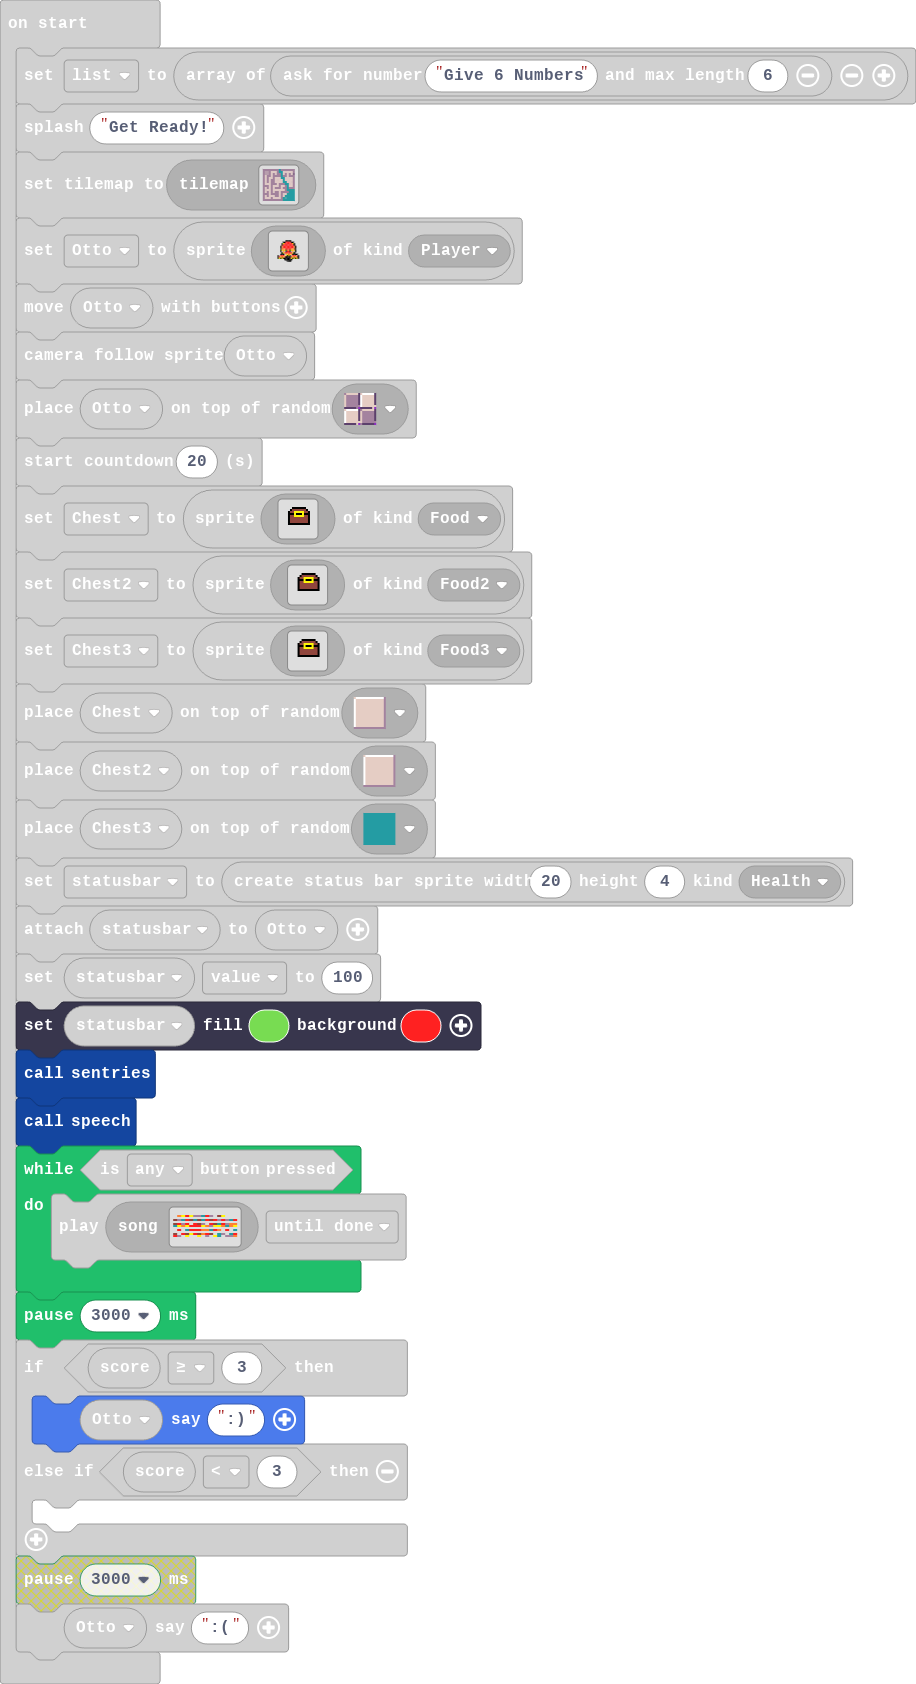 on start
set list to array of ask for number "Give 6 Numbers" and max length 6
splash "Get Ready!"
set tilemap to tilemap
set Otto to sprite of kind Player
move Otto with buttons
camera follow sprite Otto
place Otto on top of random
start countdown 20 (s)
set Chest to sprite of kind Food
set Chest2 to sprite of kind Food2
set Chest3 to sprite of kind Food3
place Chest on top of random
place Chest2 on top of random
place Chest3 on top of random
set statusbar to create status bar sprite width 20 height 4 kind Health
attach statusbar to Otto
set statusbar value to 100
set statusbar fill background
call sentries
call speech
while is any button pressed
do
play song until done
pause 3000 ms
if score ≥ 3 then
Otto say ":)"
else if score < 3 then
pause 3000 ms
Otto say ":("